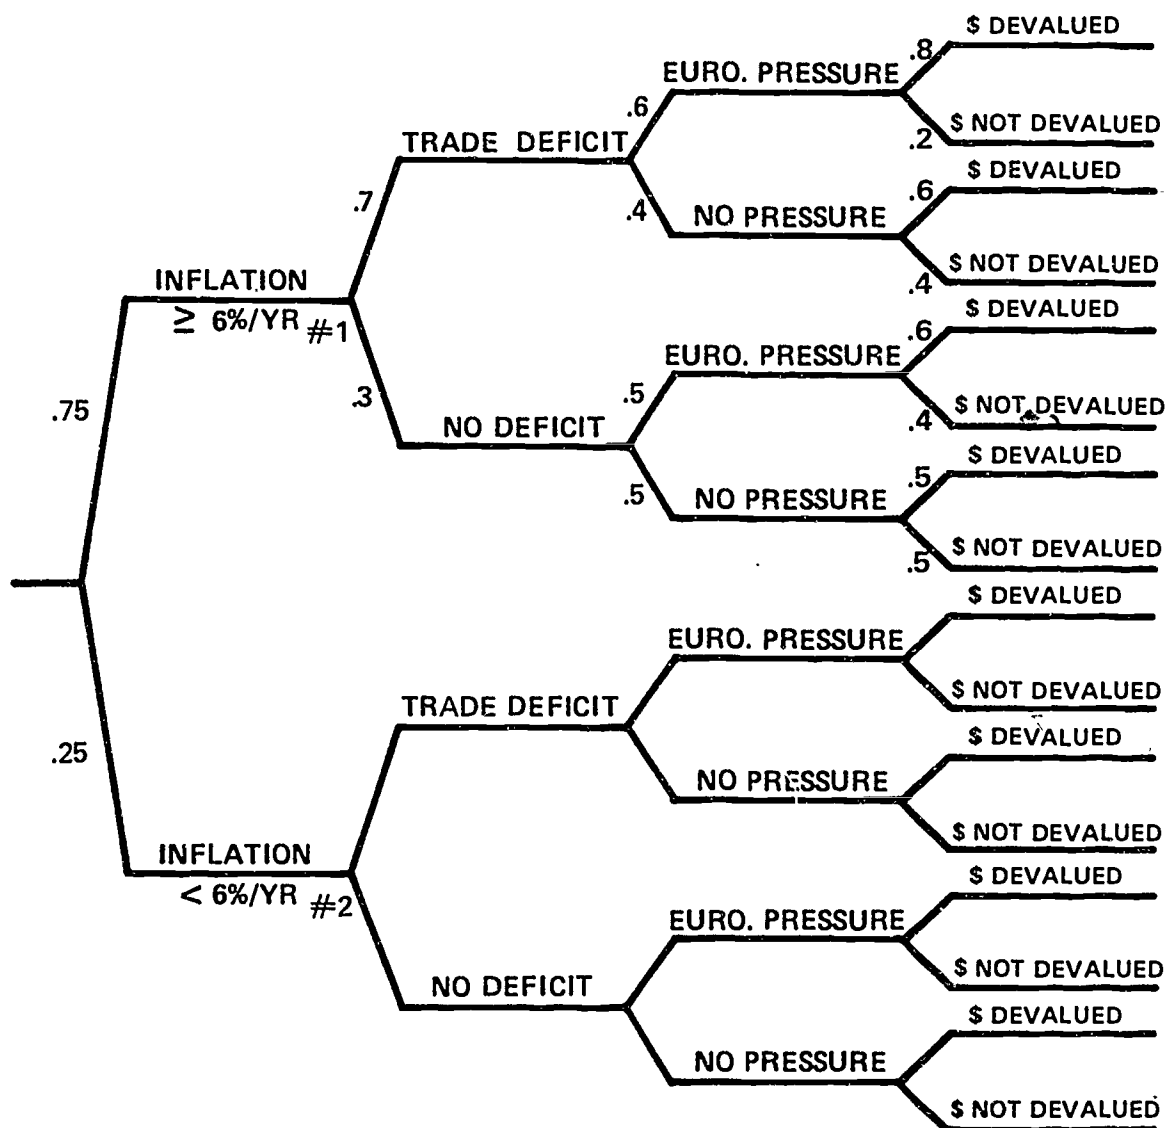 $ DEVALUED
.8
EURO. PRESSURE
.6
$ NOT DEVALUED
.2
TRADE DEFICIT
$ DEVALUED
.7
.6
.4
NO PRESSURE
$ NOT DEVALUED
.4
INFLATION
≥ 6%/YR #1
$ DEVALUED
.6
EURO. PRESSURE
.3
.5
$ NOT DEVALUED
.4
.75
NO DEFICIT
$ DEVALUED
.5
.5
NO PRESSURE
$ NOT DEVALUED
.5
$ DEVALUED
EURO. PRESSURE
$ NOT DEVALUED
TRADE DEFICIT
$ DEVALUED
.25
NO PRESSURE
$ NOT DEVALUED
INFLATION
< 6%/YR #2
$ DEVALUED
EURO. PRESSURE
$ NOT DEVALUED
NO DEFICIT
$ DEVALUED
NO PRESSURE
$ NOT DEVALUED